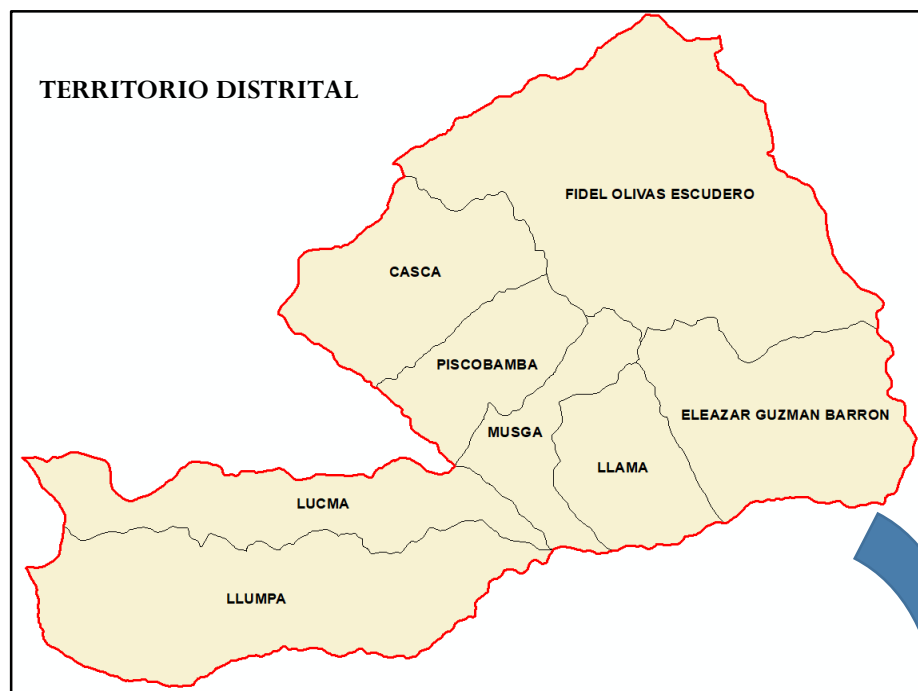 TERRITORIO DISTRITAL
FIDEL OLIVAS ESCUDERO
CASCA
PISCOBAMBA
ELEAZAR GUZMAN BARRON
MUSGA
LLAMA
LUCMA
LLUMPA